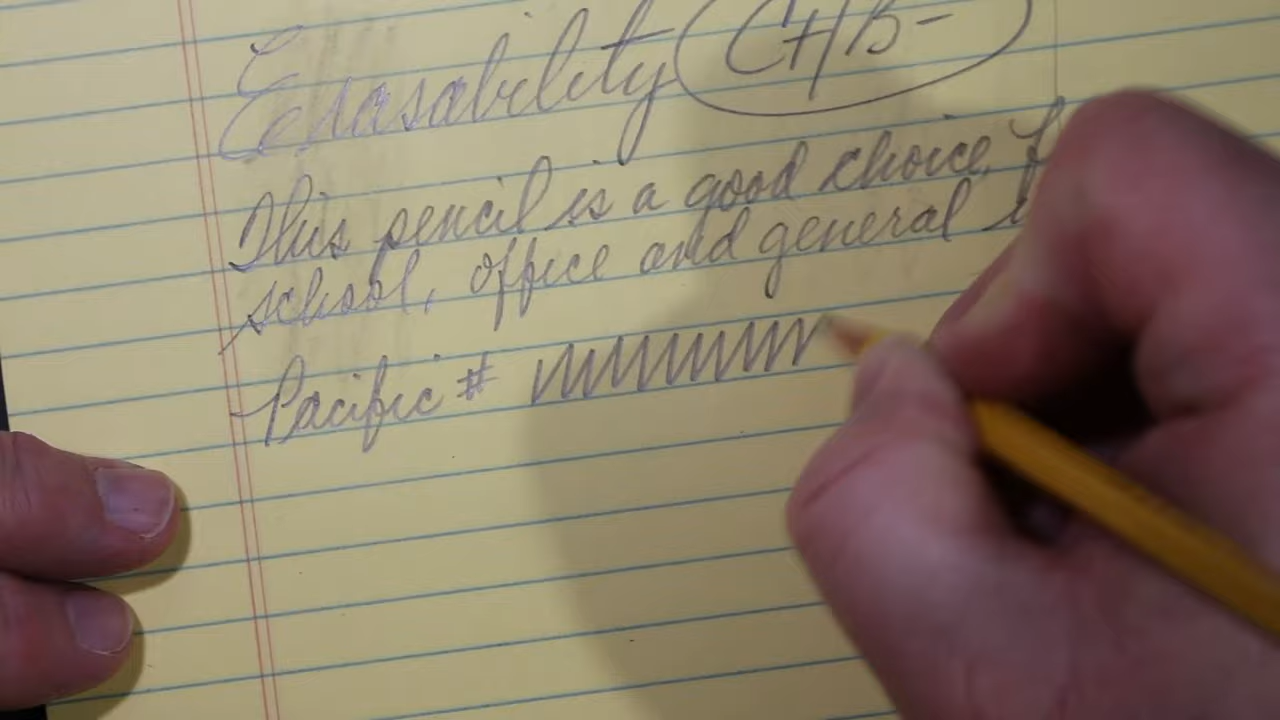 Erasability CHB-
This pencil is a good choice f
school, office and general
Pacific #